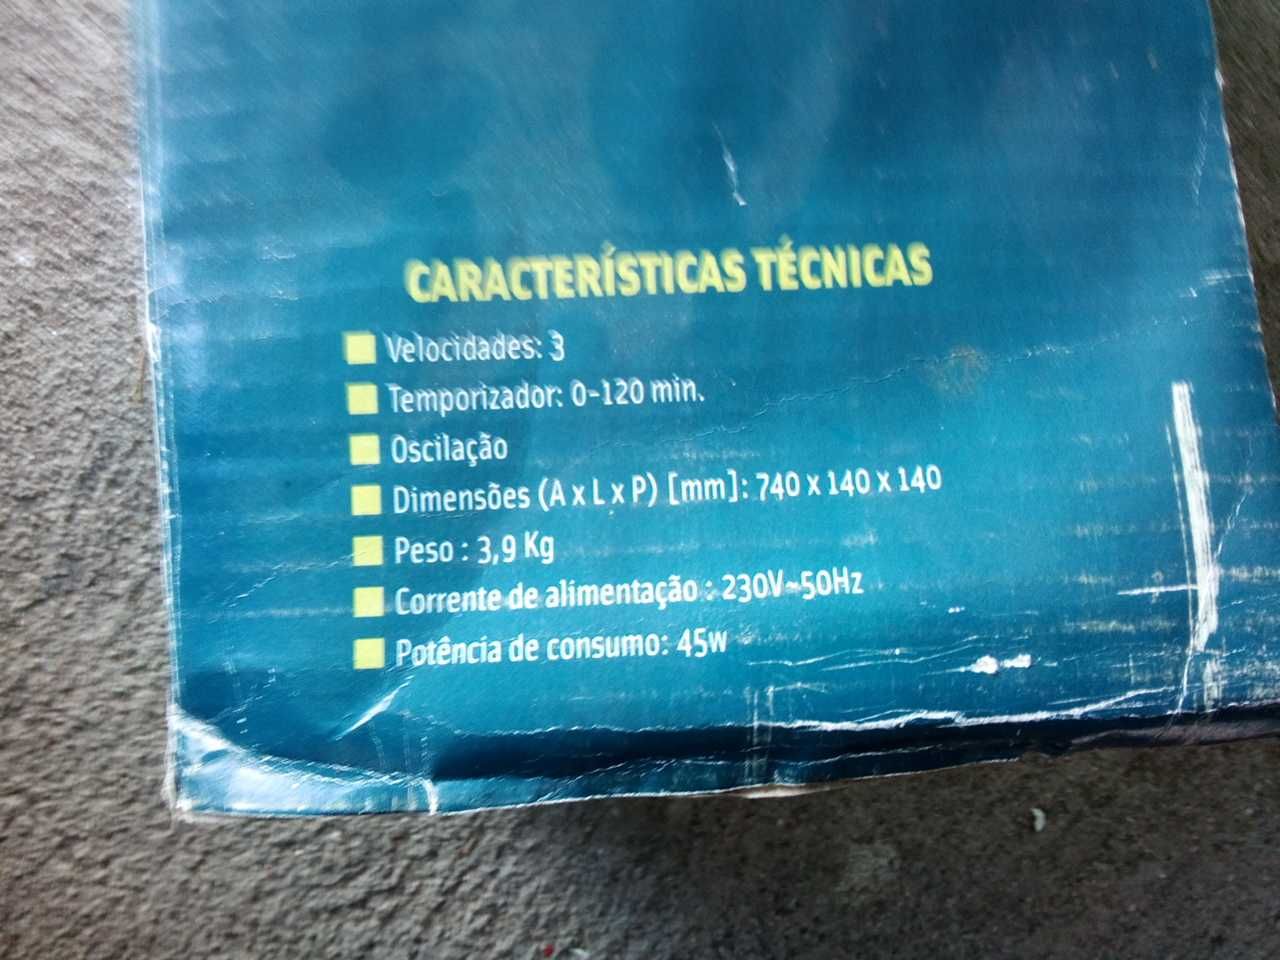 CARACTERÍSTICAS TÉCNICAS
Velocidades: 3
Temporizador: 0-120 min.
Oscilação
Dimensões (A x L x P) [mm]: 740 x 140 x 140
Peso : 3,9 Kg
Corrente de alimentação : 230V~50Hz
Potência de consumo: 45w